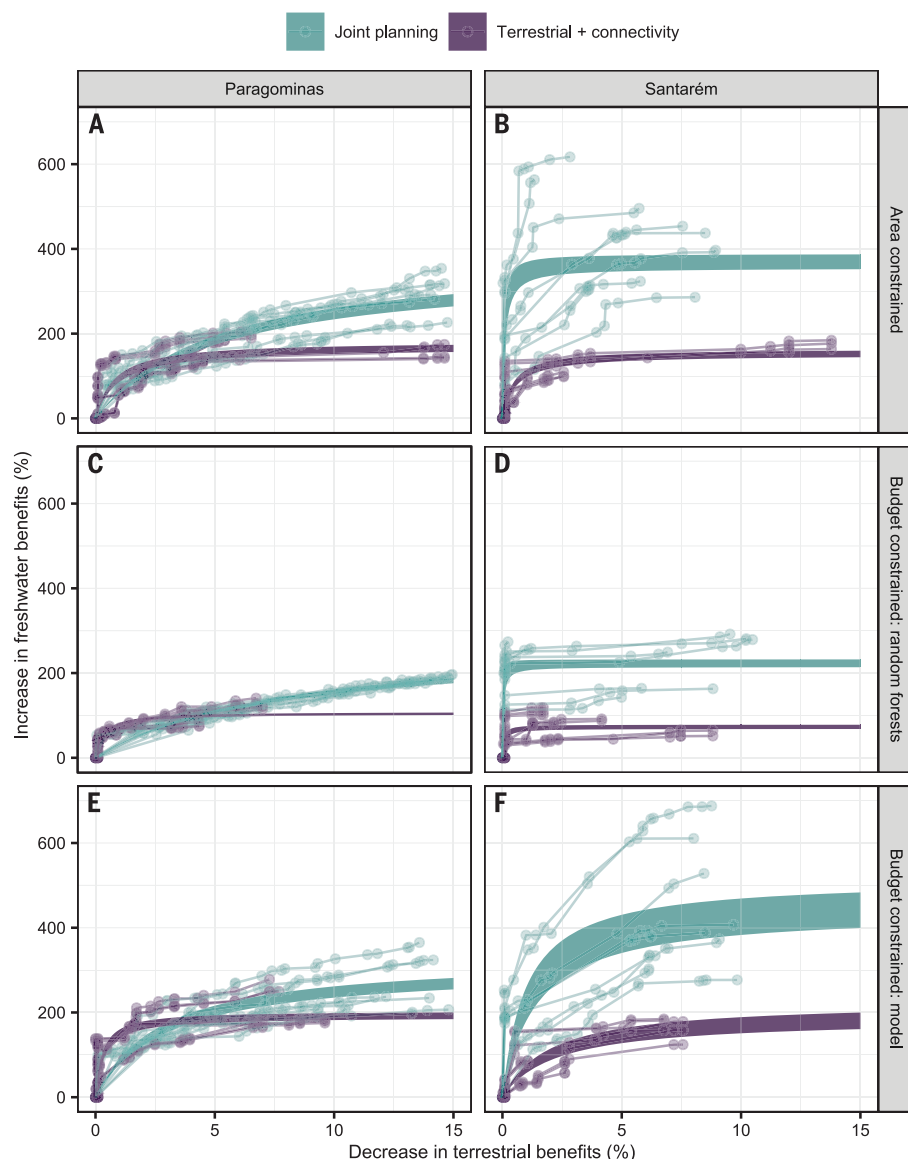 Joint planning Terrestrial + connectivity
Paragominas Santarém
A B
600
400
200
0
Area constrained
C D
600
400
200
0
Budget constrained: random forests
E F
600
400
200
0
Budget constrained: model
Increase in freshwater benefits (%)
0 5 10 15 0 5 10 15
Decrease in terrestrial benefits (%)